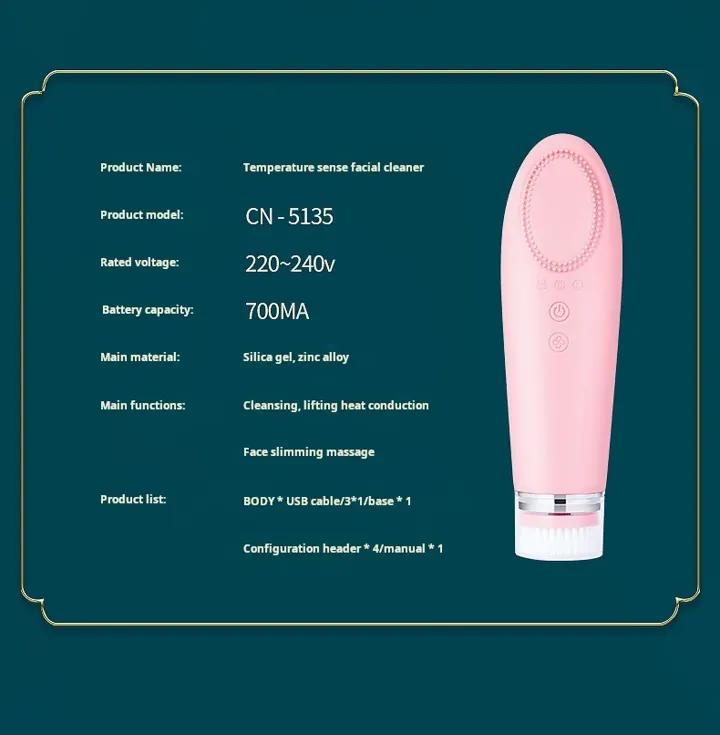 Product Name: Temperature sense facial cleaner
Product model: CN - 5135
Rated voltage: 220~240v
Battery capacity: 700MA
Main material: Silica gel, zinc alloy
Main functions: Cleansing, lifting heat conduction
Face slimming massage
Product list: BODY * USB cable/3*1/base * 1
Configuration header * 4/manual * 1